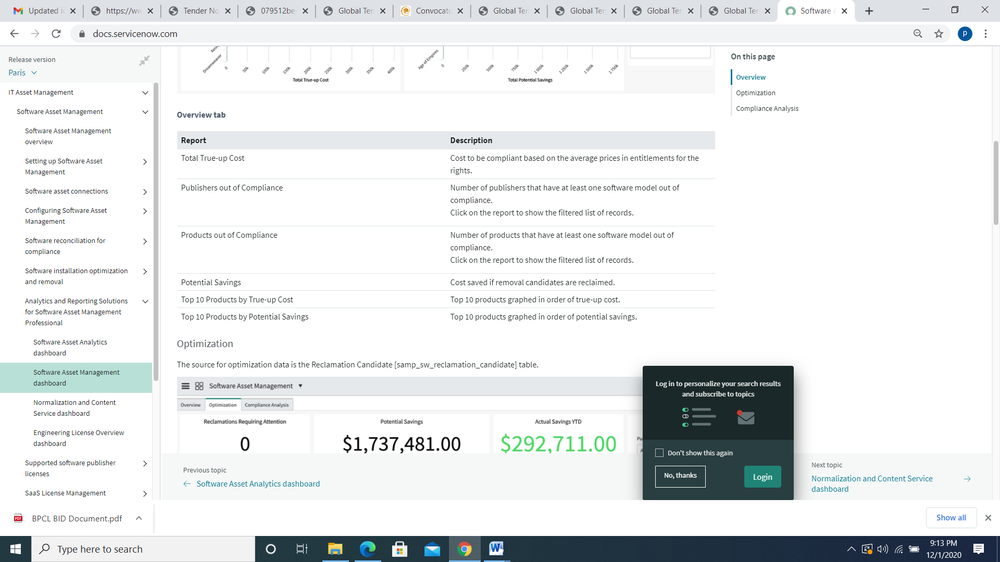 Updated i
https://ww
Tender No
079512be-
Global Ten
Convocato
Global Ten
Global Ten
Global Ten
Global Ten
Software A
docs.servicenow.com
p
Release version
Paris
IT Asset Management
Software Asset Management
Software Asset Management
overview
Setting up Software Asset
Management
Software asset connections
Configuring Software Asset
Management
Software reconciliation for
compliance
Software installation optimization
and removal
Analytics and Reporting Solutions
for Software Asset Management
Professional
Software Asset Analytics
dashboard
Software Asset Management
dashboard
Normalization and Content
Service dashboard
Engineering License Overview
dashboard
Supported software publisher
licenses
SaaS License Management
Dreamweaver
0 50k 100k 150k 200k 250k 300k 350k 400k
Total True-up Cost
Age of Empires
0 250k 500k 750k 1 000k 1 250k 1 500k 1 750k
Total Potential Savings
Overview tab
Report Description
Total True-up Cost Cost to be compliant based on the average prices in entitlements for the
rights.
Publishers out of Compliance Number of publishers that have at least one software model out of
compliance.
Click on the report to show the filtered list of records.
Products out of Compliance Number of products that have at least one software model out of
compliance.
Click on the report to show the filtered list of records.
Potential Savings Cost saved if removal candidates are reclaimed.
Top 10 Products by True-up Cost Top 10 products graphed in order of true-up cost.
Top 10 Products by Potential Savings Top 10 products graphed in order of potential savings.
Optimization
The source for optimization data is the Reclamation Candidate [samp_sw_reclamation_candidate] table.
Software Asset Management
Overview Optimization Compliance Analysis
Reclamations Requiring Attention
0
Potential Savings
$1,737,481.00
Actual Savings YTD
$292,711.00
Pu
On this page
Overview
Optimization
Compliance Analysis
Log in to personalize your search results
and subscribe to topics
Don't show this again
No, thanks
Login
Previous topic
Software Asset Analytics dashboard
Next topic
Normalization and Content Service
dashboard
PDF
BPCL BID Document.pdf
Show all
Type here to search
9:13 PM
12/1/2020